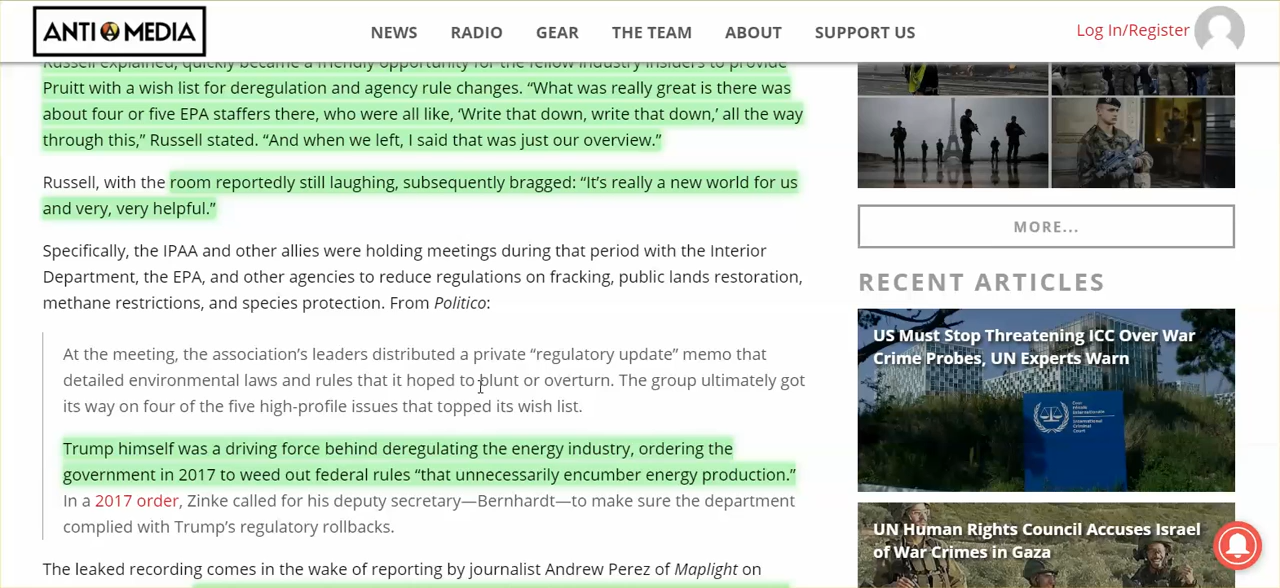 ANTI MEDIA
NEWS RADIO GEAR THE TEAM ABOUT SUPPORT US
Log In/Register
Russell explained, quickly became a friendly opportunity for the fellow industry insiders to provide
Pruitt with a wish list for deregulation and agency rule changes. “What was really great is there was
about four or five EPA staffers there, who were all like, ‘Write that down, write that down,’ all the way
through this,” Russell stated. “And when we left, I said that was just our overview.”
Russell, with the room reportedly still laughing, subsequently bragged: “It’s really a new world for us
and very, very helpful.”
Specifically, the IPAA and other allies were holding meetings during that period with the Interior
Department, the EPA, and other agencies to reduce regulations on fracking, public lands restoration,
methane restrictions, and species protection. From Politico:
At the meeting, the association’s leaders distributed a private “regulatory update” memo that
detailed environmental laws and rules that it hoped to blunt or overturn. The group ultimately got
its way on four of the five high-profile issues that topped its wish list.
Trump himself was a driving force behind deregulating the energy industry, ordering the
government in 2017 to weed out federal rules “that unnecessarily encumber energy production.”
In a 2017 order, Zinke called for his deputy secretary—Bernhardt—to make sure the department
complied with Trump’s regulatory rollbacks.
The leaked recording comes in the wake of reporting by journalist Andrew Perez of Maplight on
MORE...
RECENT ARTICLES
US Must Stop Threatening ICC Over War
Crime Probes, UN Experts Warn
UN Human Rights Council Accuses Israel
of War Crimes in Gaza